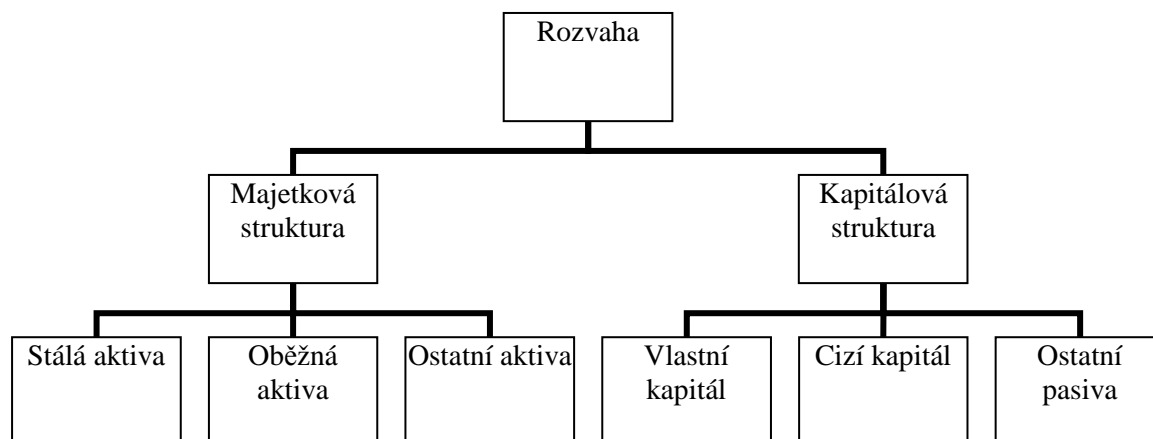 Rozvaha
Majetková
struktura
Kapitálová
struktura
Stálá aktiva
Oběžná
aktiva
Ostatní aktiva
Vlastní
kapitál
Cizí kapitál
Ostatní
pasiva